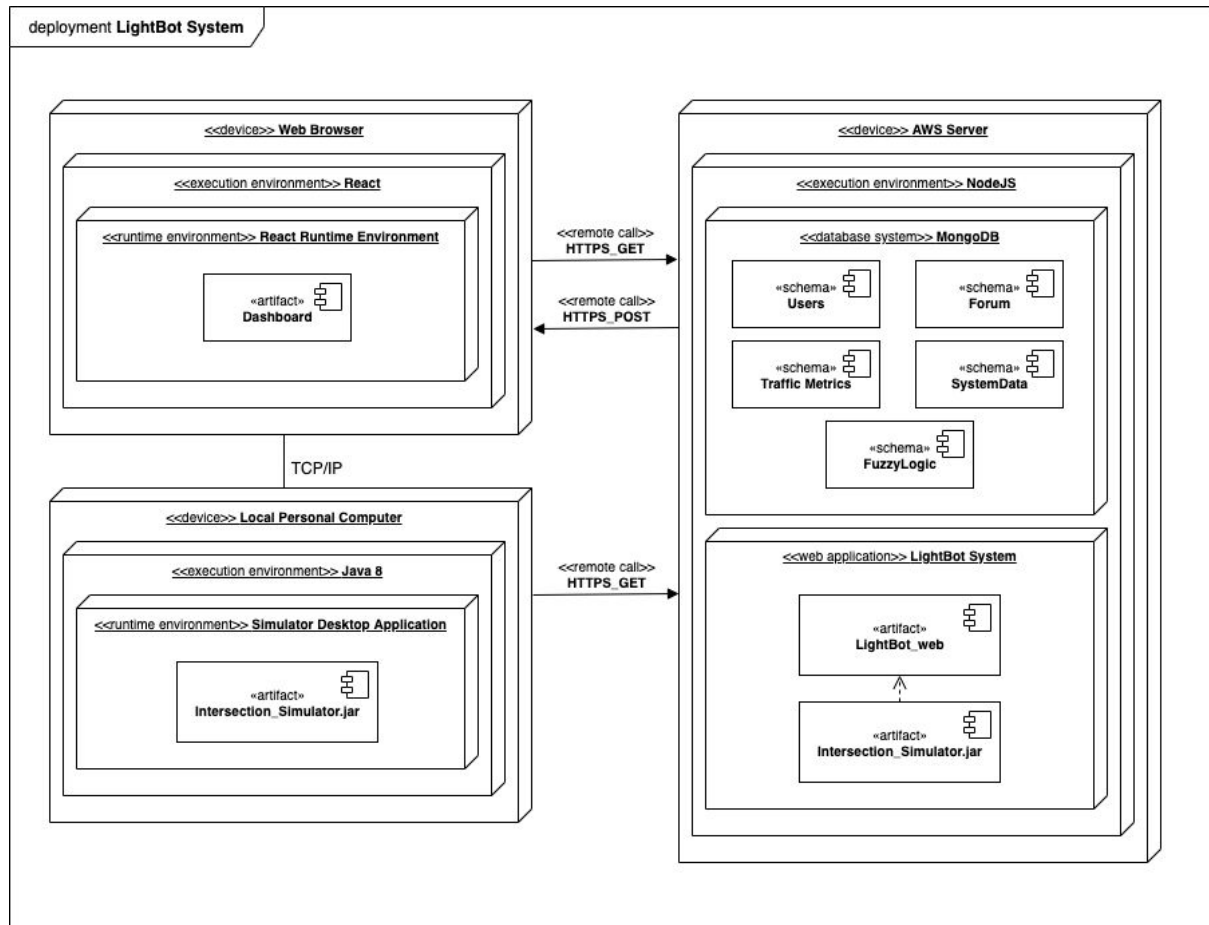 deployment LightBot System
<<device>> Web Browser
<<execution environment>> React
<<runtime environment>> React Runtime Environment
«artifact»
Dashboard
<<remote call>>
HTTPS_GET
<<remote call>>
HTTPS_POST
TCP/IP
<<device>> Local Personal Computer
<<execution environment>> Java 8
<<runtime environment>> Simulator Desktop Application
«artifact»
Intersection_Simulator.jar
<<remote call>>
HTTPS_GET
<<device>> AWS Server
<<execution environment>> NodeJS
<<database system>> MongoDB
«schema»
Users
«schema»
Forum
«schema»
Traffic Metrics
«schema»
SystemData
«schema»
FuzzyLogic
<<web application>> LightBot System
«artifact»
LightBot_web
«artifact»
Intersection_Simulator.jar